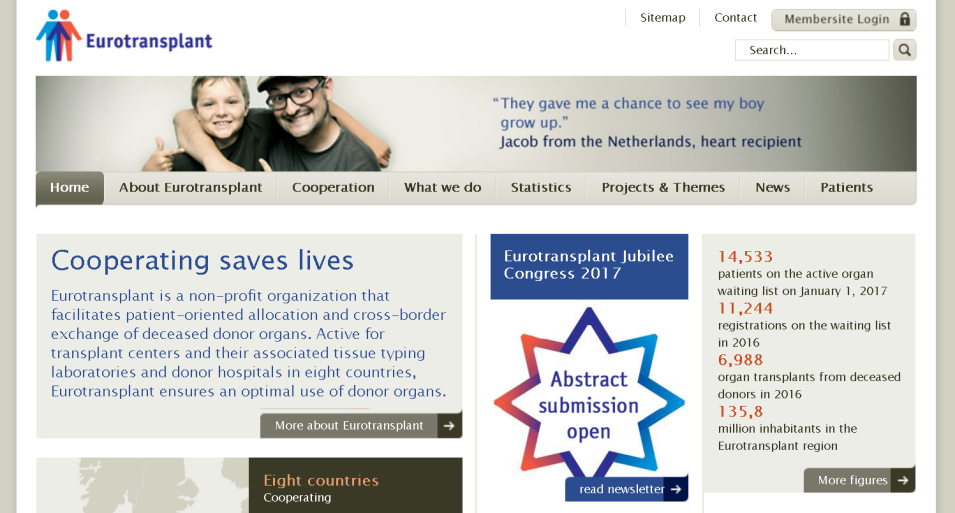 Sitemap
Contact
Membersite Login
Eurotransplant
Search...
“They gave me a chance to see my boy
grow up.”
Jacob from the Netherlands, heart recipient
Home
About Eurotransplant
Cooperation
What we do
Statistics
Projects & Themes
News
Patients
Cooperating saves lives
Eurotransplant is a non-profit organization that
facilitates patient-oriented allocation and cross-border
exchange of deceased donor organs. Active for
transplant centers and their associated tissue typing
laboratories and donor hospitals in eight countries,
Eurotransplant ensures an optimal use of donor organs.
More about Eurotransplant
Eight countries
Cooperating
Eurotransplant Jubilee
Congress 2017
Abstract
submission
open
read newsletter
14,533
patients on the active organ
waiting list on January 1, 2017
11,244
registrations on the waiting list
in 2016
6,988
organ transplants from deceased
donors in 2016
135,8
million inhabitants in the
Eurotransplant region
More figures